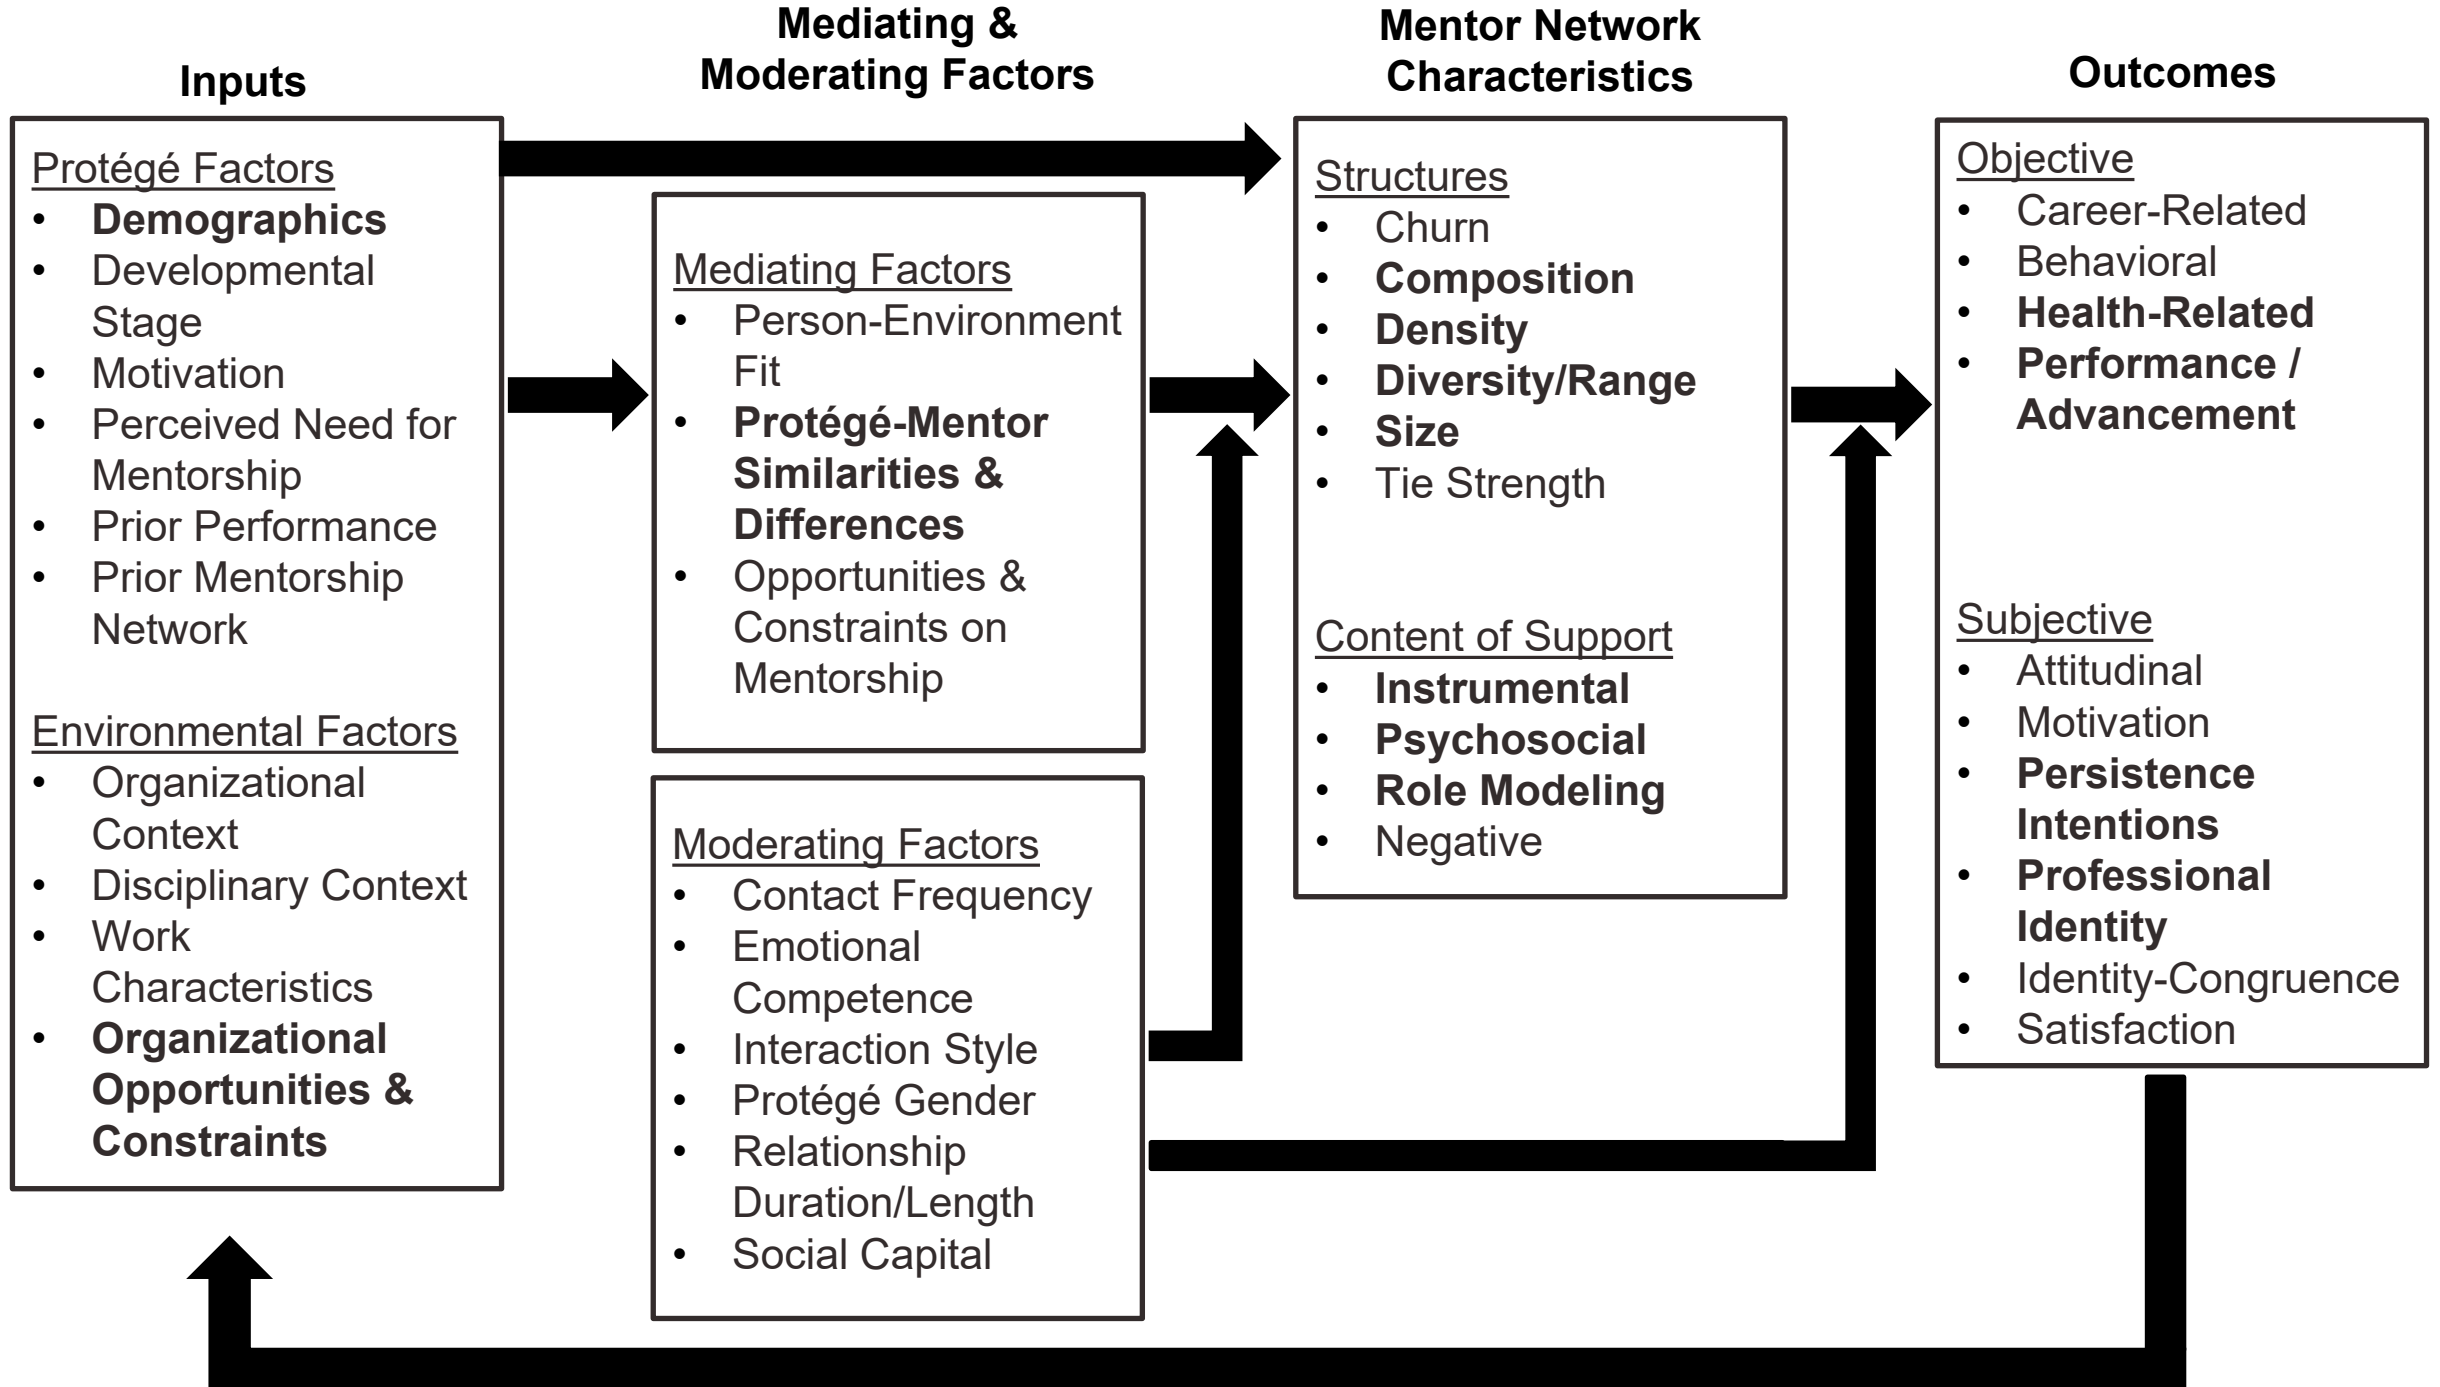 Inputs
Protégé Factors
• Demographics
• Developmental
Stage
• Motivation
• Perceived Need for
Mentorship
• Prior Performance
• Prior Mentorship
Network
Environmental Factors
• Organizational
Context
• Disciplinary Context
• Work
Characteristics
• Organizational
Opportunities &
Constraints
Mediating &
Moderating Factors
Mediating Factors
• Person-Environment
Fit
• Protégé-Mentor
Similarities &
Differences
• Opportunities &
Constraints on
Mentorship
Moderating Factors
• Contact Frequency
• Emotional
Competence
• Interaction Style
• Protégé Gender
• Relationship
Duration/Length
• Social Capital
Mentor Network
Characteristics
Structures
• Churn
• Composition
• Density
• Diversity/Range
• Size
• Tie Strength
Content of Support
• Instrumental
• Psychosocial
• Role Modeling
• Negative
Outcomes
Objective
• Career-Related
• Behavioral
• Health-Related
• Performance /
Advancement
Subjective
• Attitudinal
• Motivation
• Persistence
Intentions
• Professional
Identity
• Identity-Congruence
• Satisfaction